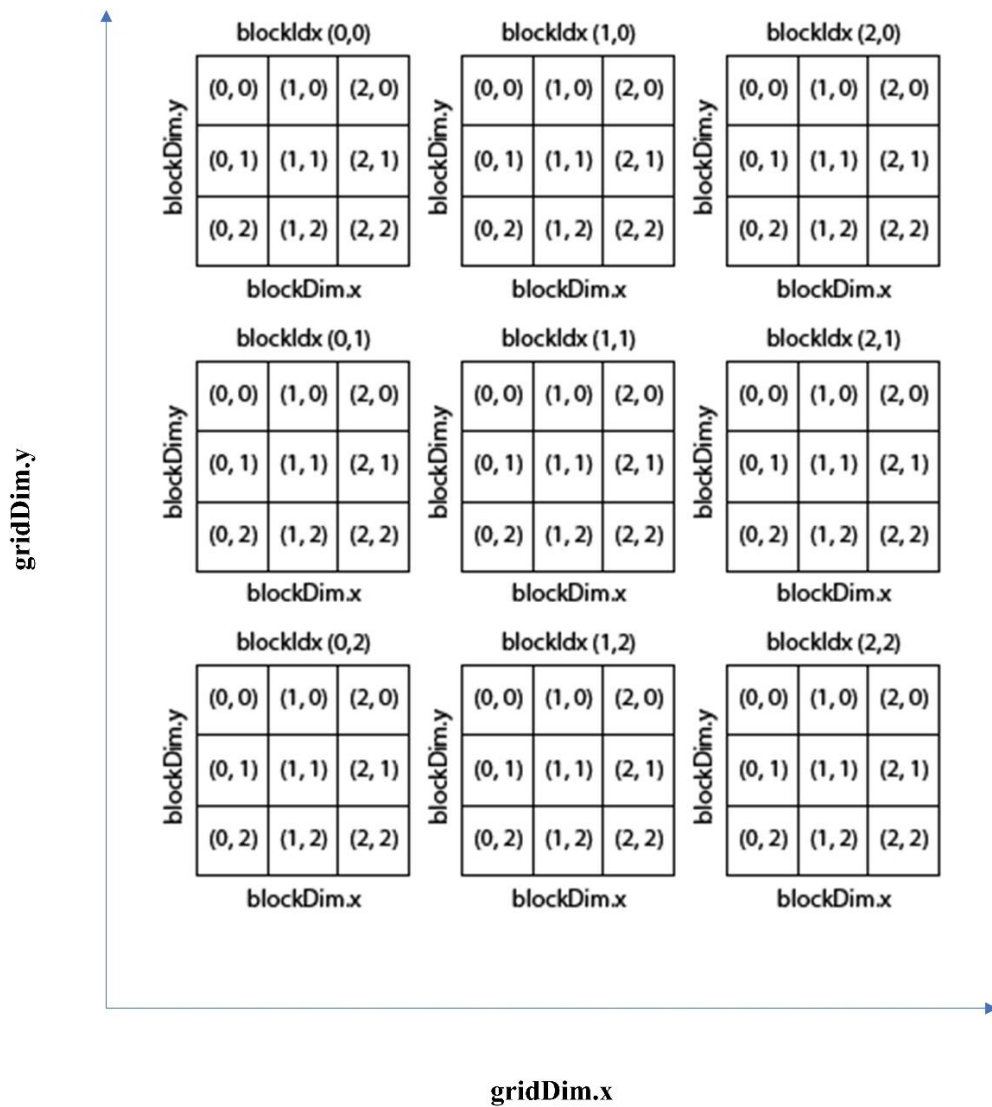 blockIdx (0,0) blockIdx (1,0) blockIdx (2,0)
blockDim.y (0, 0) (1, 0) (2, 0) blockDim.y (0, 0) (1, 0) (2, 0) blockDim.y (0, 0) (1, 0) (2, 0)
(0, 1) (1, 1) (2, 1) (0, 1) (1, 1) (2, 1) (0, 1) (1, 1) (2, 1)
(0, 2) (1, 2) (2, 2) (0, 2) (1, 2) (2, 2) (0, 2) (1, 2) (2, 2)
blockDim.x blockDim.x blockDim.x
blockIdx (0,1) blockIdx (1,1) blockIdx (2,1)
blockDim.y (0, 0) (1, 0) (2, 0) blockDim.y (0, 0) (1, 0) (2, 0) blockDim.y (0, 0) (1, 0) (2, 0)
(0, 1) (1, 1) (2, 1) (0, 1) (1, 1) (2, 1) (0, 1) (1, 1) (2, 1)
(0, 2) (1, 2) (2, 2) (0, 2) (1, 2) (2, 2) (0, 2) (1, 2) (2, 2)
blockDim.x blockDim.x blockDim.x
gridDim.y
blockIdx (0,2) blockIdx (1,2) blockIdx (2,2)
blockDim.y (0, 0) (1, 0) (2, 0) blockDim.y (0, 0) (1, 0) (2, 0) blockDim.y (0, 0) (1, 0) (2, 0)
(0, 1) (1, 1) (2, 1) (0, 1) (1, 1) (2, 1) (0, 1) (1, 1) (2, 1)
(0, 2) (1, 2) (2, 2) (0, 2) (1, 2) (2, 2) (0, 2) (1, 2) (2, 2)
blockDim.x blockDim.x blockDim.x
gridDim.x